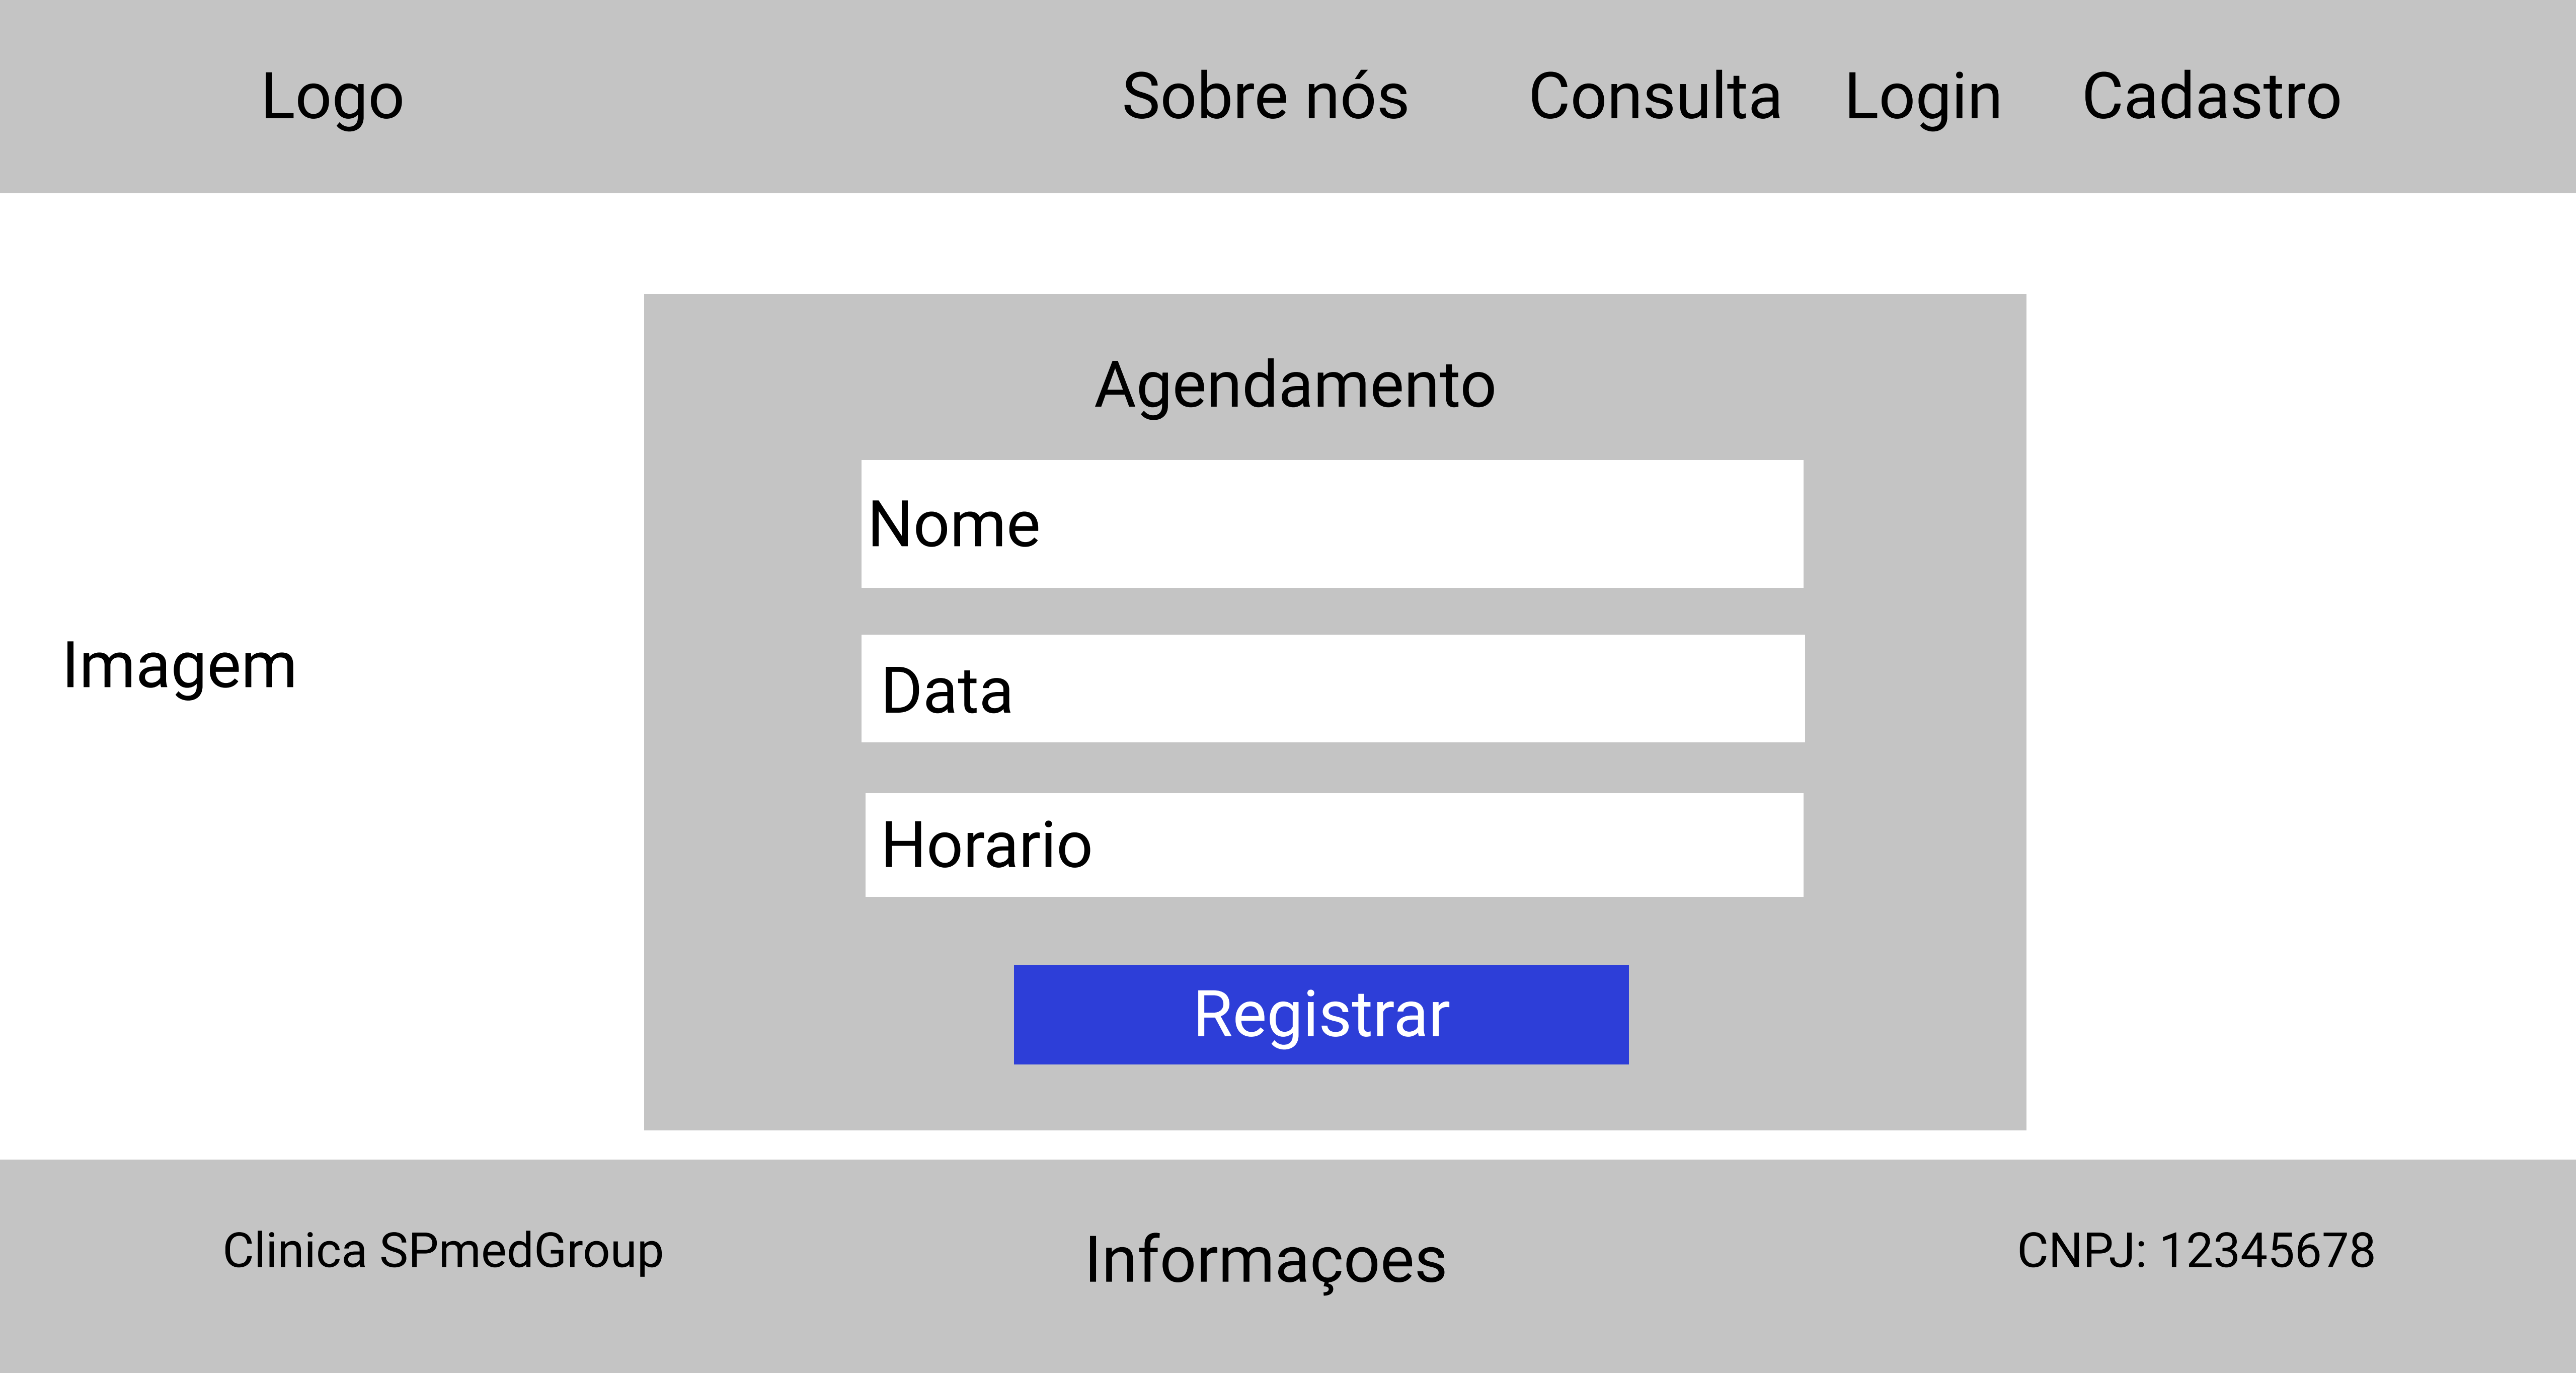 Logo
Sobre nós
Consulta
Login
Cadastro
Agendamento
Nome
Imagem
Data
Horario
Registrar
Clinica SPmedGroup
Informaçoes
CNPJ: 12345678